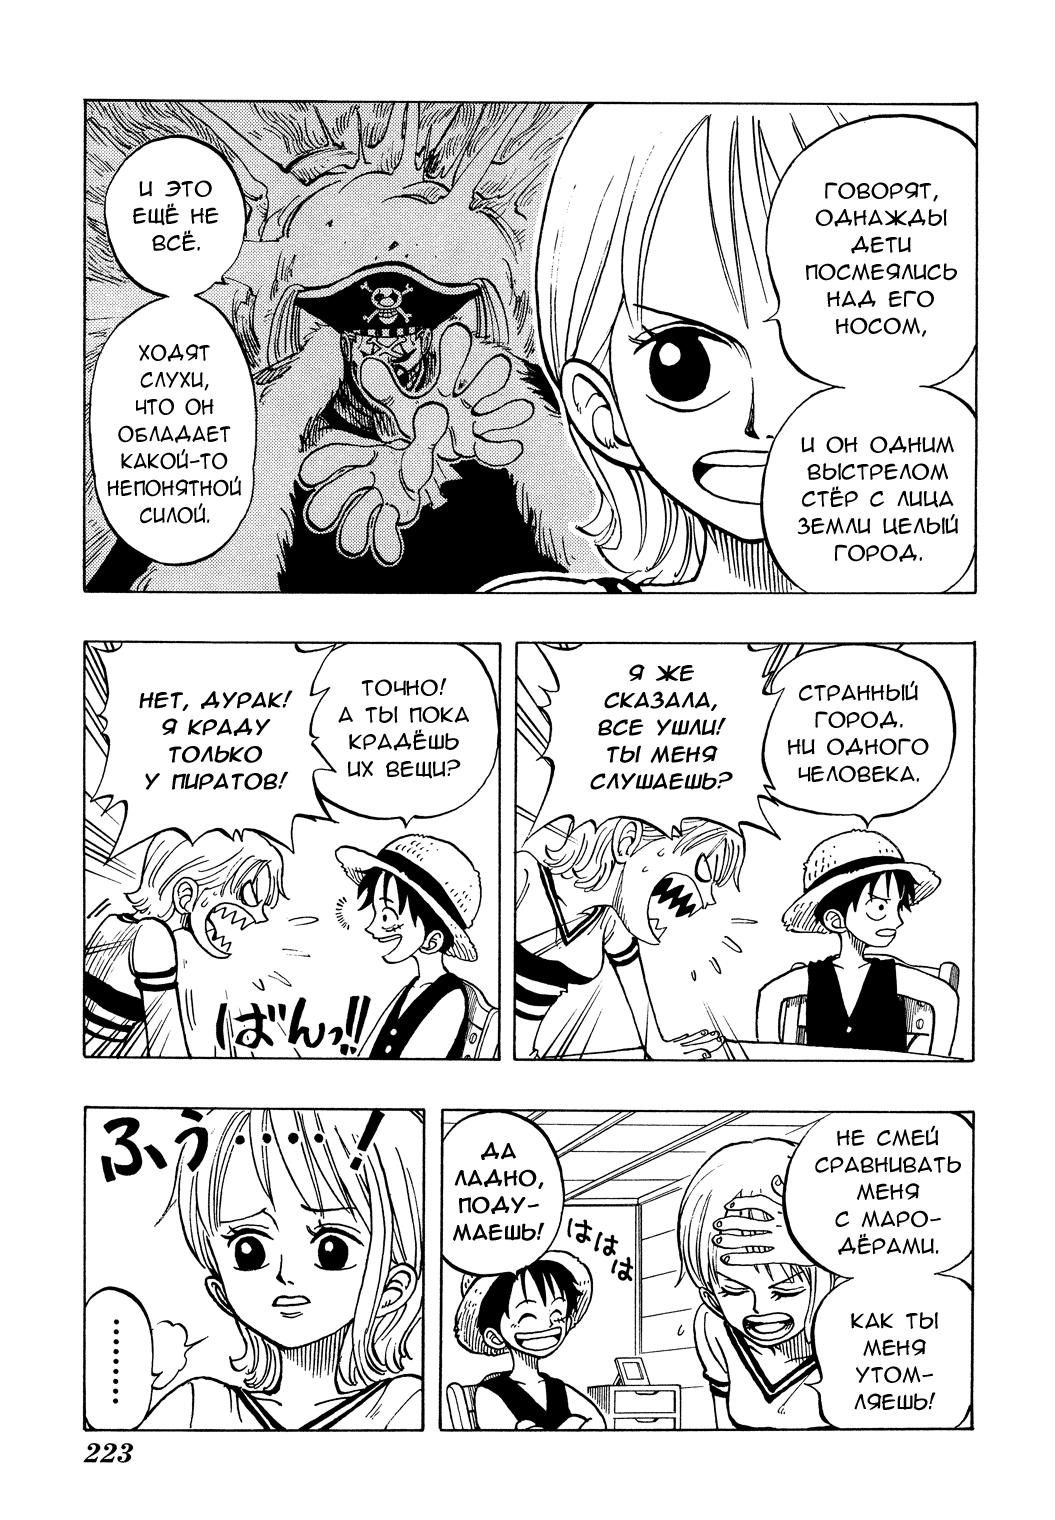 ГОВОРЯТ,
ОДНАЖДЫ
ДЕТИ
ПОСМЕЯЛИСЬ
НАД ЕГО
НОСОМ,
И ОН ОДНИМ
ВЫСТРЕЛОМ
СТЁР С ЛИЦА
ЗЕМЛИ ЦЕЛЫЙ
ГОРОД.
И ЭТО
ЕЩЁ НЕ
ВСЁ.
ХОДЯТ
СЛУХИ,
ЧТО ОН
ОБЛАДАЕТ
КАКОЙ-ТО
НЕПОНЯТНОЙ
СИЛОЙ.
СТРАННЫЙ
ГОРОД.
НИ ОДНОГО
ЧЕЛОВЕКА.
Я ЖЕ
СКАЗАЛА,
ВСЕ УШЛИ!
ТЫ МЕНЯ
СЛУШАЕШЬ?
ТОЧНО!
А ТЫ ПОКА
КРАДЁШЬ
ИХ ВЕЩИ?
НЕТ, ДУРАК!
Я КРАДУ
ТОЛЬКО
У ПИРАТОВ!
ばんっ!!
НЕ СМЕЙ
СРАВНИВАТЬ
МЕНЯ
С МАРО-
ДЁРАМИ.
КАК ТЫ
МЕНЯ
УТОМ-
ЛЯЕШЬ!
ДА
ЛАДНО,
ПОДУ-
МАЕШЬ!
ははは
ふぅ・・・・!
........
223